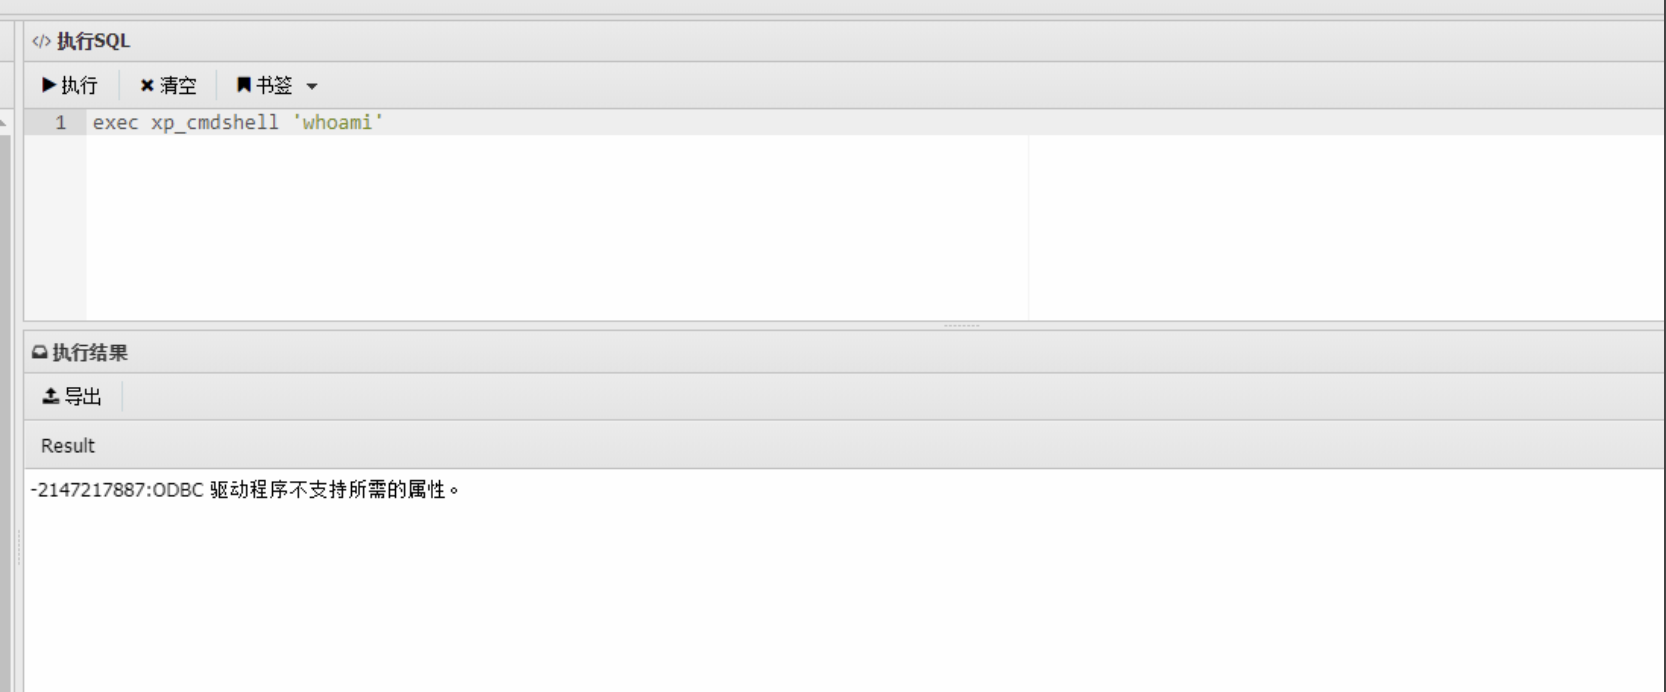 </> 执行SQL
执行 清空 书签
1 exec xp_cmdshell 'whoami'
执行结果
导出
Result
-2147217887:ODBC 驱动程序不支持所需的属性。